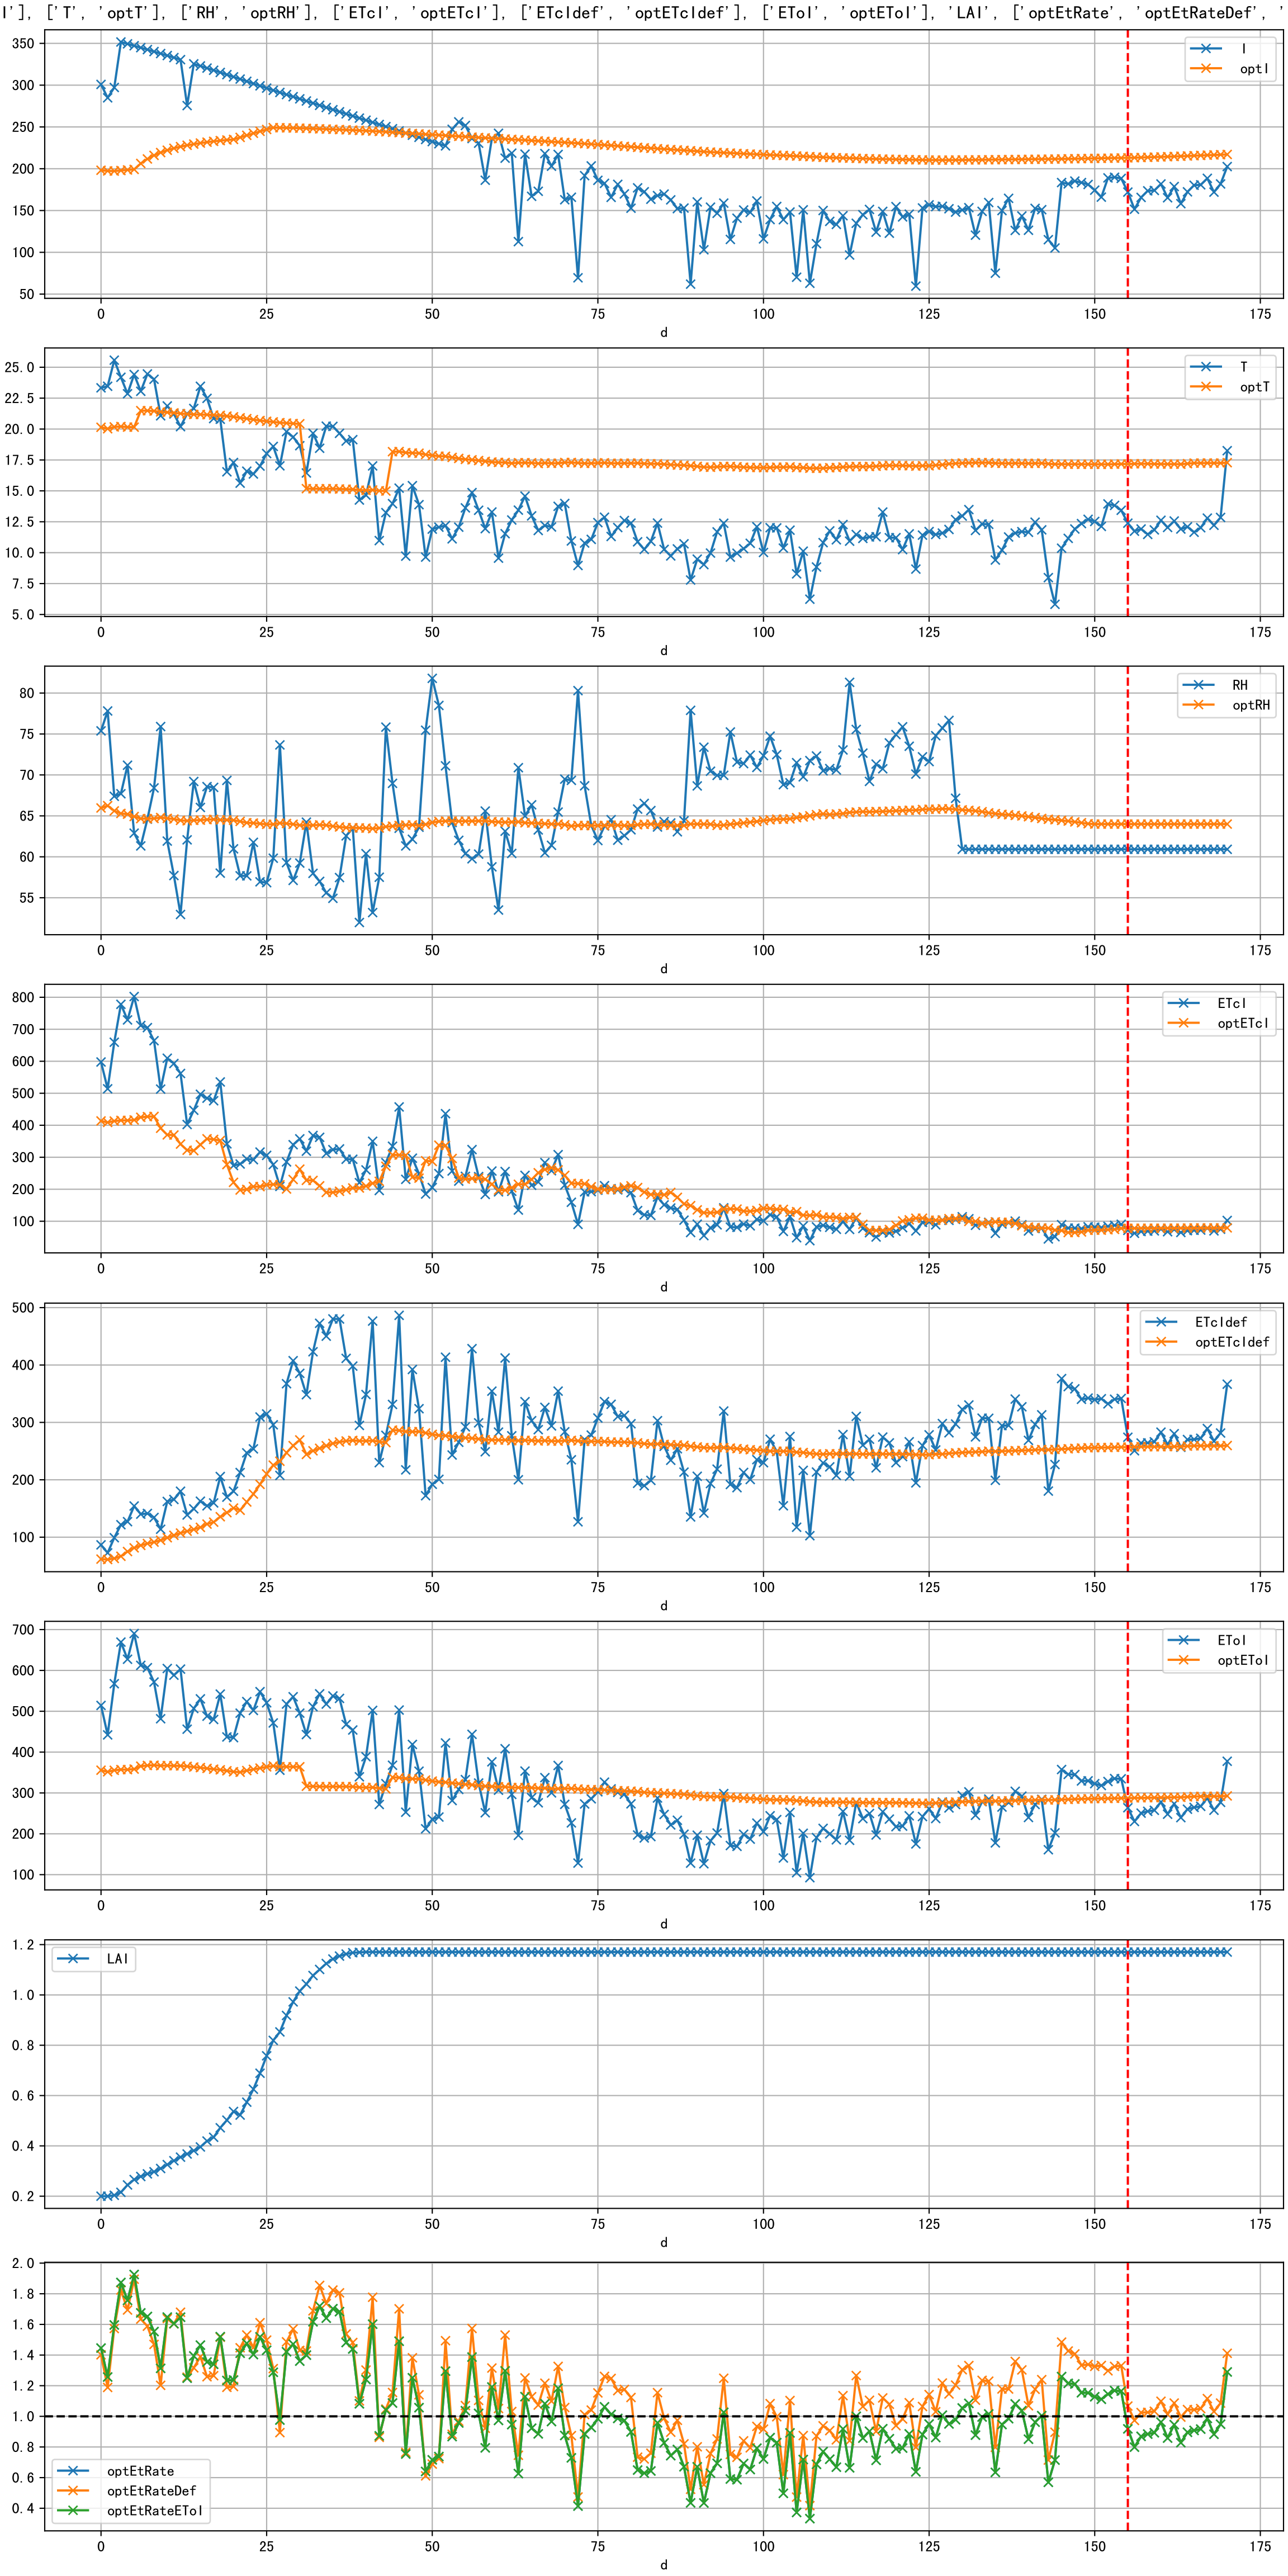 I'], ['T', 'optT'], ['RH', 'optRH'], ['ETcI', 'optETcI'], ['ETcIdef', 'optETcIdef'], ['EToI', 'optEToI'], 'LAI', ['optEtRate', 'optEtRateDef', '
350
300
250
200
150
100
50
I
optI
0 25 50 75 100 125 150 175
d
25.0
22.5
20.0
17.5
15.0
12.5
10.0
7.5
5.0
T
optT
0 25 50 75 100 125 150 175
d
80
75
70
65
60
55
RH
optRH
0 25 50 75 100 125 150 175
d
800
700
600
500
400
300
200
100
ETcI
optETcI
0 25 50 75 100 125 150 175
d
500
400
300
200
100
ETcIdef
optETcIdef
0 25 50 75 100 125 150 175
d
700
600
500
400
300
200
100
EToI
optEToI
0 25 50 75 100 125 150 175
d
1.2
1.0
0.8
0.6
0.4
0.2
LAI
0 25 50 75 100 125 150 175
d
2.0
1.8
1.6
1.4
1.2
1.0
0.8
0.6
0.4
optEtRate
optEtRateDef
optEtRateEToI
0 25 50 75 100 125 150 175
d